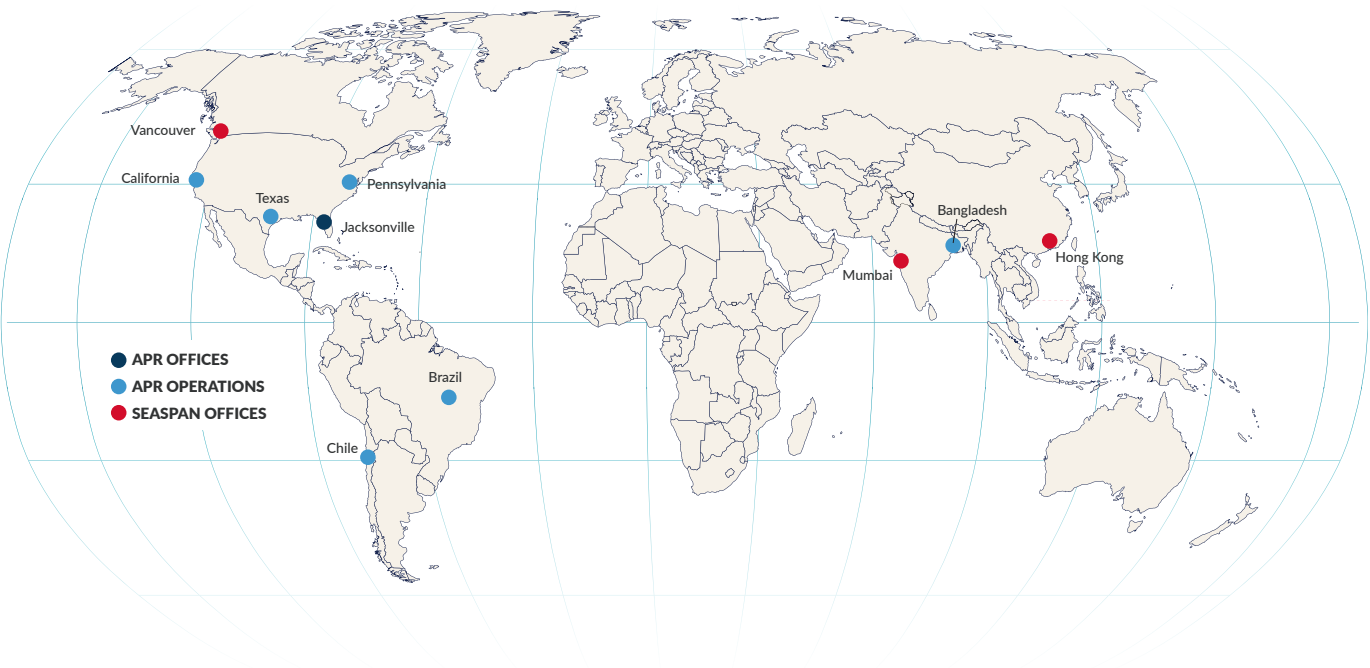 Vancouver
California
Pennsylvania
Texas
Jacksonville
Bangladesh
Hong Kong
Mumbai
APR OFFICES
APR OPERATIONS
SEASPAN OFFICES
Brazil
Chile